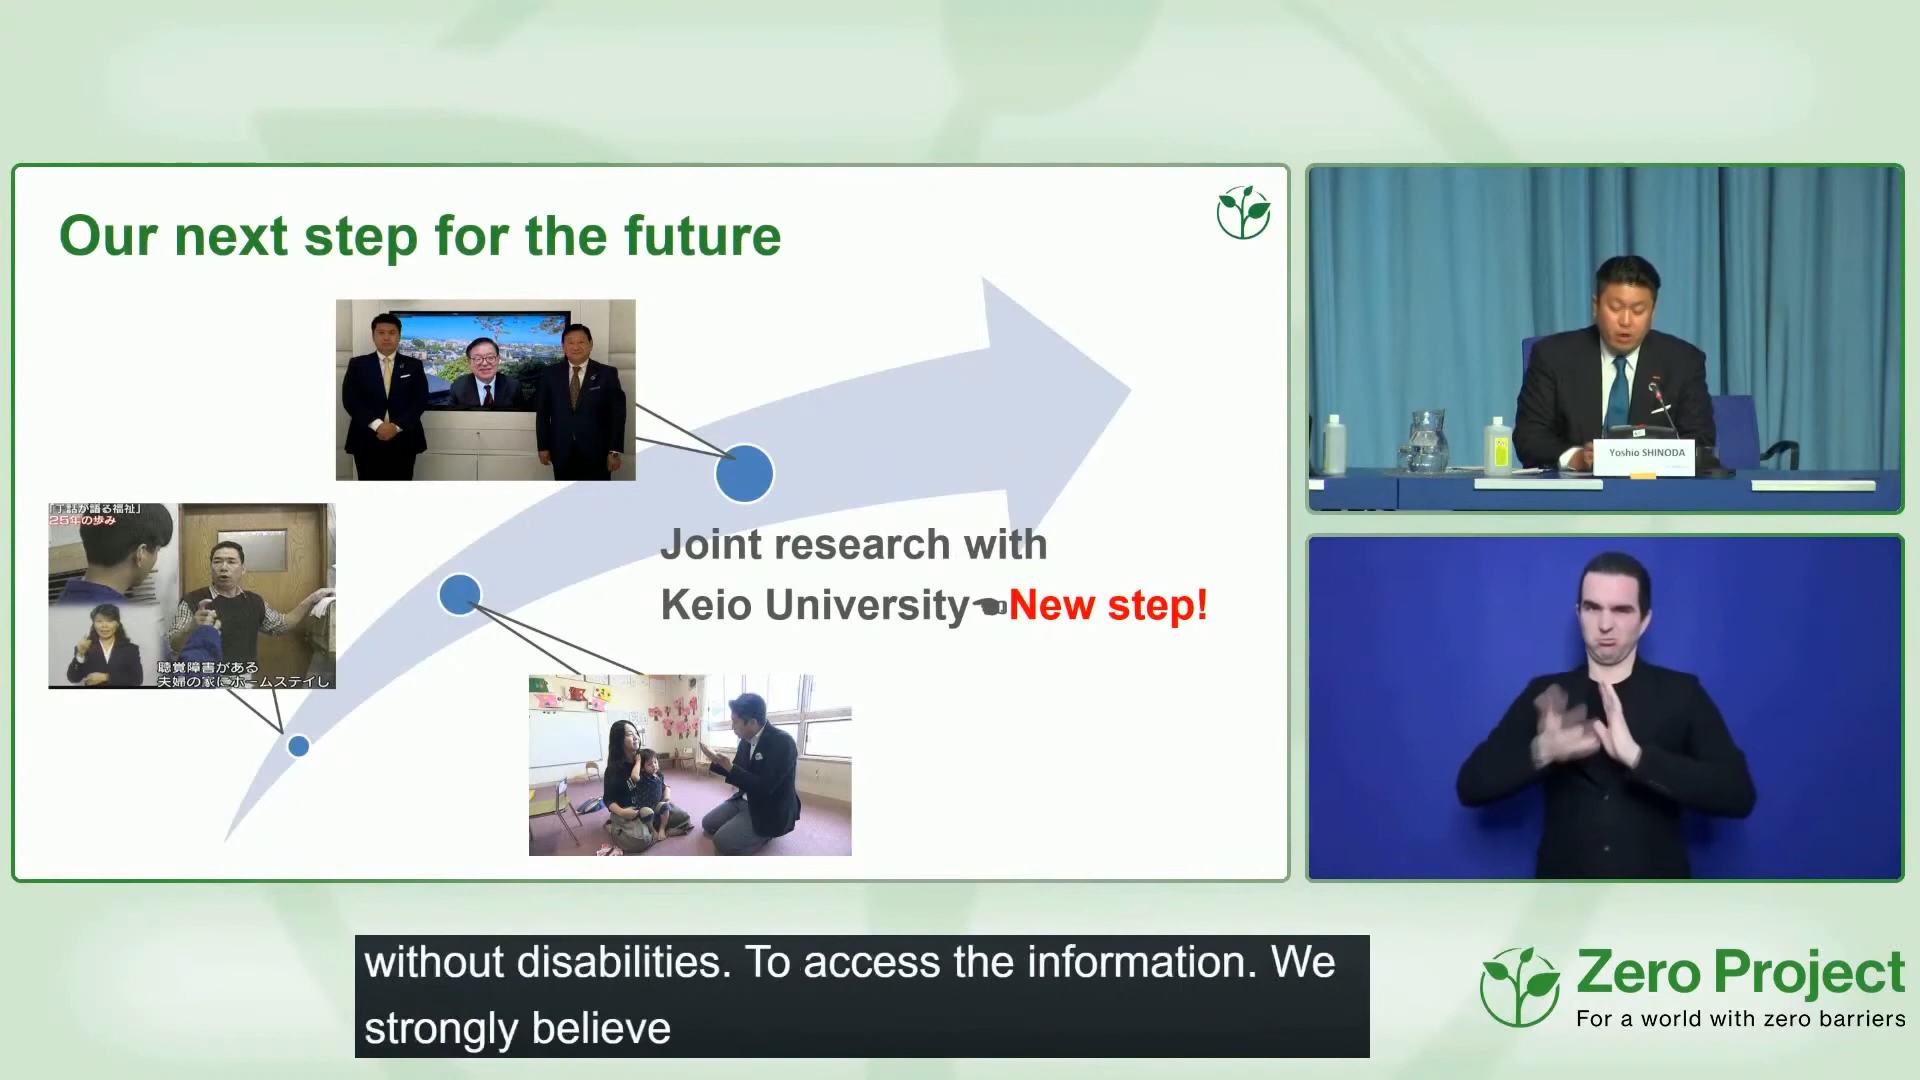 Our next step for the future
「丁話が語る福祉」
25年の歩み
聴覚障害がある
夫婦の家にホームステイし
Joint research with
Keio University☚New step!
Yoshio SHINODA
without disabilities. To access the information. We
strongly believe
Zero Project
For a world with zero barriers